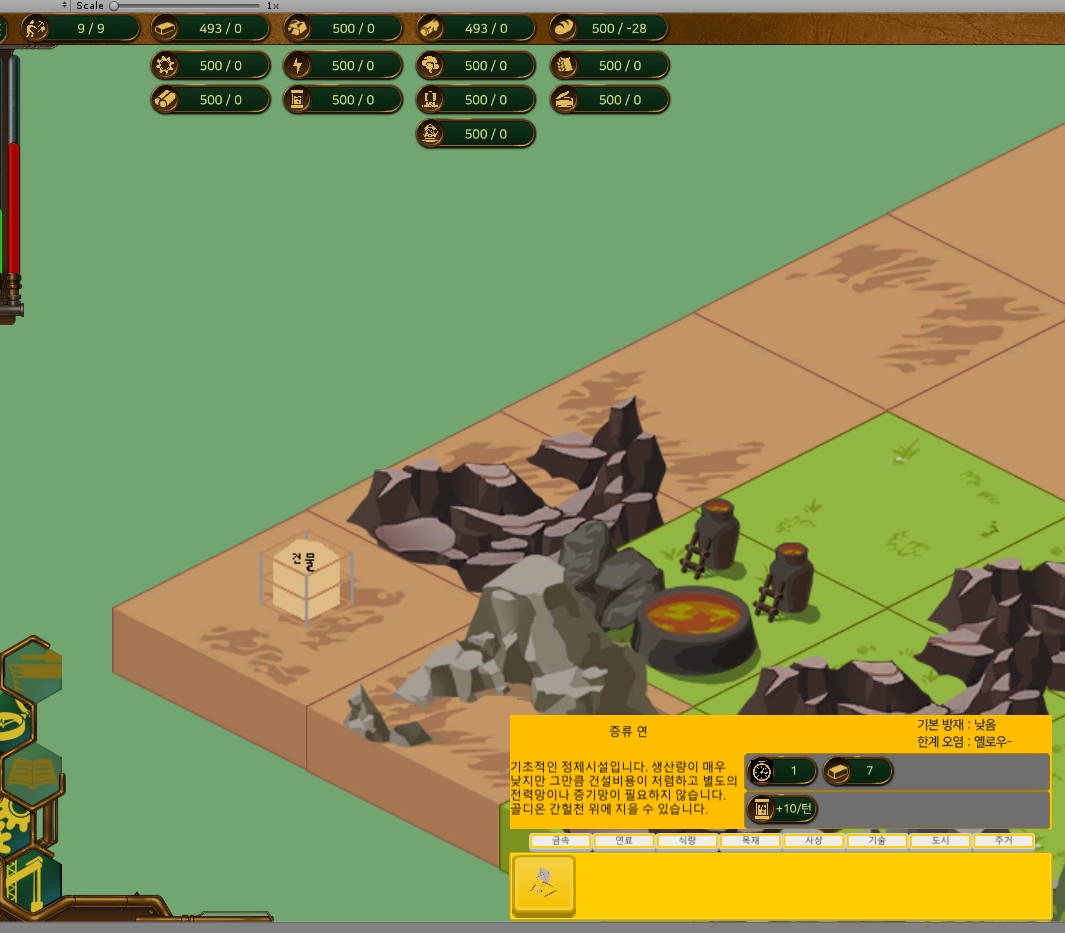 Scale 1x
9 / 9
493 / 0
500 / 0
493 / 0
500 / -28
500 / 0
500 / 0
500 / 0
500 / 0
500 / 0
500 / 0
500 / 0
500 / 0
500 / 0
건물
증류 연
기본 방재 : 낮음
한계 오염 : 옐로우-
기초적인 정제시설입니다. 생산량이 매우
낮지만 그만큼 건설비용이 저렴하고 별도의
전력망이나 증기망이 필요하지 않습니다.
골디온 간헐천 위에 지을 수 있습니다.
1
7
+10/턴
금속 연료 식량 목재 사상 기술 도시 주거